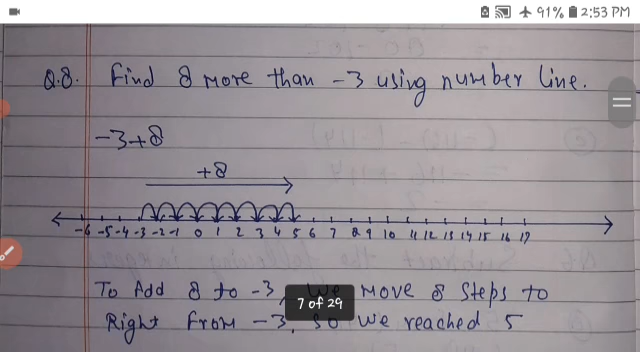 91% 2:53 PM
Q.8. Find 8 more than -3 using number line.
-3+8
+8
-6 -5 -4 -3 -2 -1 0 1 2 3 4 5 6 7 8 9 10 11 12 13 14 15 16 17
To Add 8 to -3, We move 8 Steps to
7 of 29
Right from -3, so we reached 5